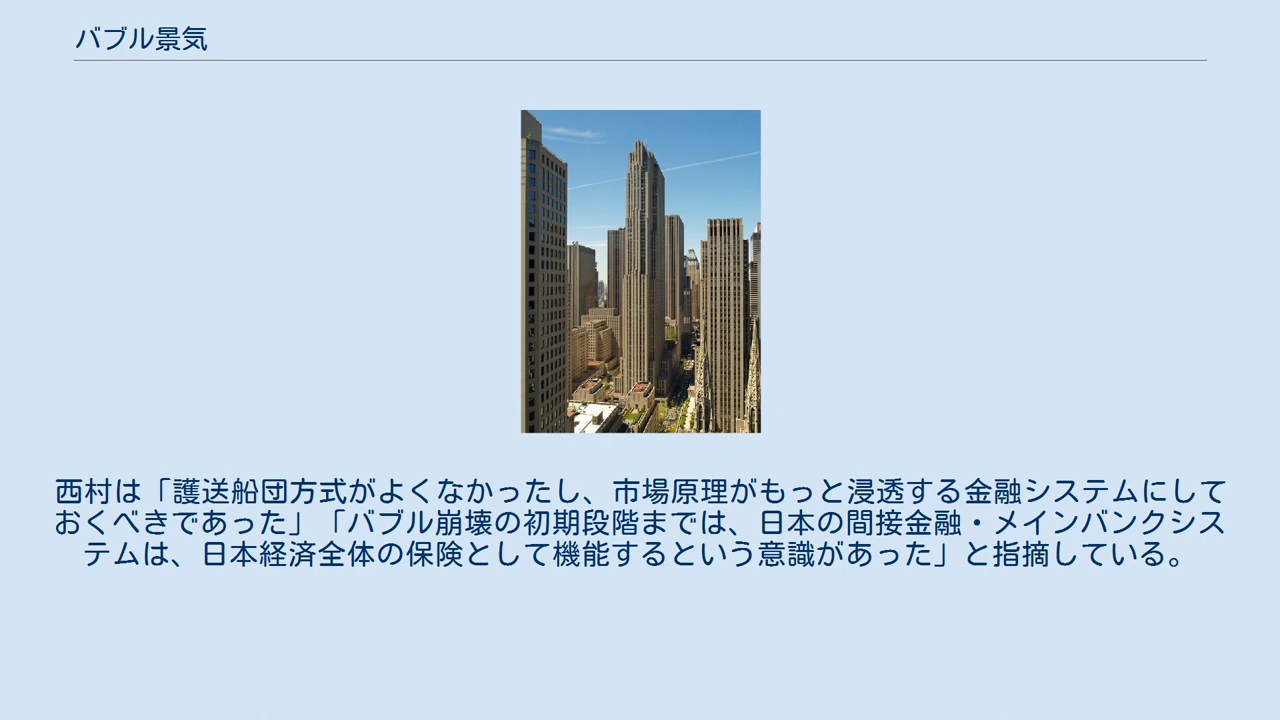 バブル景気
西村は「護送船団方式がよくなかったし、市場原理がもっと浸透する金融システムにして
おくべきであった」「バブル崩壊の初期段階までは、日本の間接金融・メインバンクシス
テムは、日本経済全体の保険として機能するという意識があった」と指摘している。